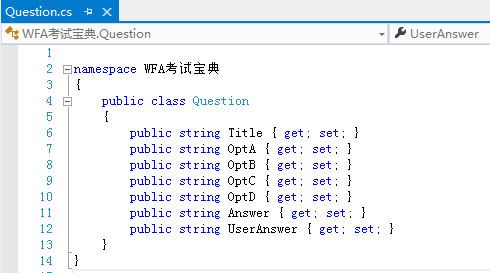 Question.cs
WFA考试宝典.Question
UserAnswer
1
2 namespace WFA考试宝典
3 {
4 public class Question
5 {
6 public string Title { get; set; }
7 public string OptA { get; set; }
8 public string OptB { get; set; }
9 public string OptC { get; set; }
10 public string OptD { get; set; }
11 public string Answer { get; set; }
12 public string UserAnswer { get; set; }
13 }
14 }